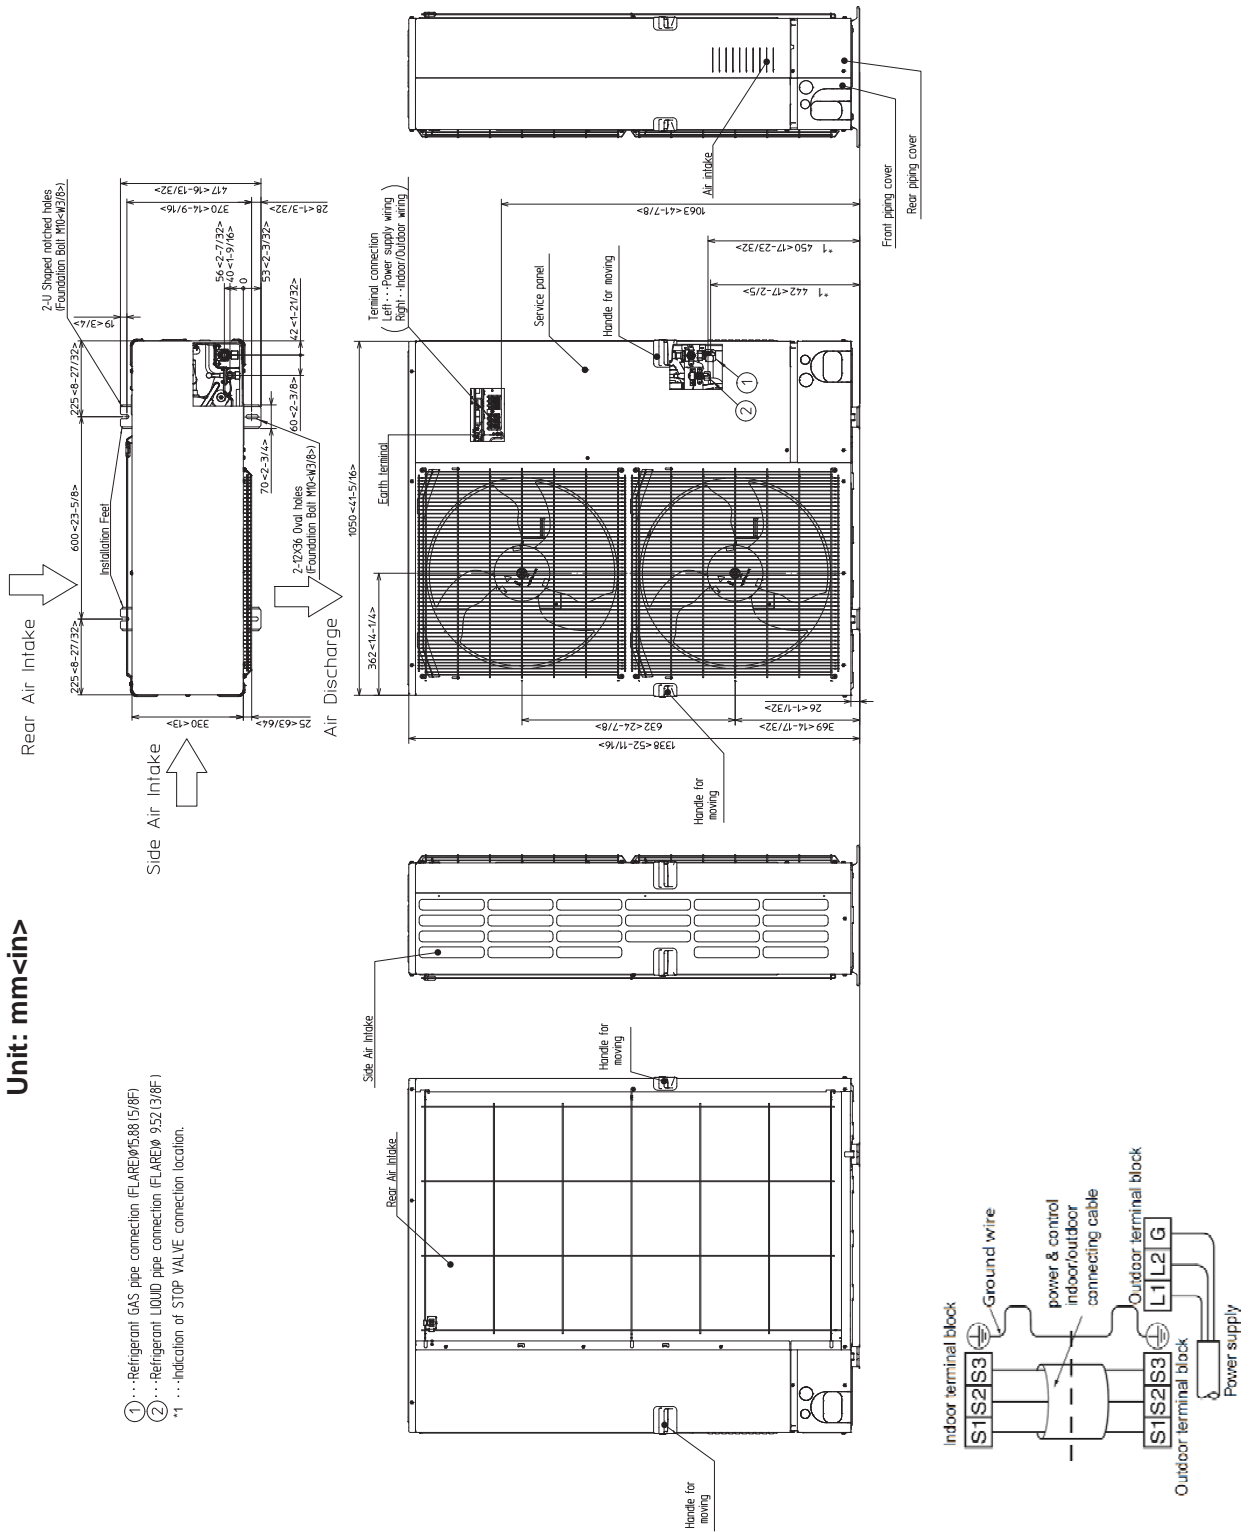 Unit: mm<in>
①···Refrigerant GAS pipe connection (FLARE)Ø15.88 (5/8F)
②···Refrigerant LIQUID pipe connection (FLARE)Ø 9.52 (3/8F)
*1 ···Indication of STOP VALVE connection location.
Rear Air Intake
Side Air Intake
Air Discharge
Installation Feet
2-U Shaped notched holes
(Foundation Bolt M10<W3/8>)
2-12X36 Oval holes
(Foundation Bolt M10<W3/8>)
225<8-27/32>
600<23-5/8>
225<8-27/32>
19<3/4>
417<16-13/32>
370<14-9/16>
28<1-3/32>
56<2-7/32>
40<1-9/16>
0
53<2-3/32>
42<1-21/32>
60<2-3/8>
70<2-3/4>
330<13>
25<63/64>
Rear Air Intake
Handle for
moving
Handle for
moving
Side Air Intake
Handle for
moving
1050<41-5/16>
362<14-1/4>
Earth terminal
Terminal connection
Left···Power supply wiring
Right··Indoor/Outdoor wiring
Service panel
Handle for moving
①
②
1338<52-11/16>
632<24-7/8>
369<14-17/32>
26<1-1/32>
1063<41-7/8>
*1 450<17-23/32>
*1 442<17-2/5>
Air intake
Front piping cover
Rear piping cover
Indoor terminal block
S1 S2 S3
Ground wire
power & control
indoor/outdoor
connecting cable
Outdoor terminal block
L1 L2 G
S1 S2 S3
Outdoor terminal block
Power supply